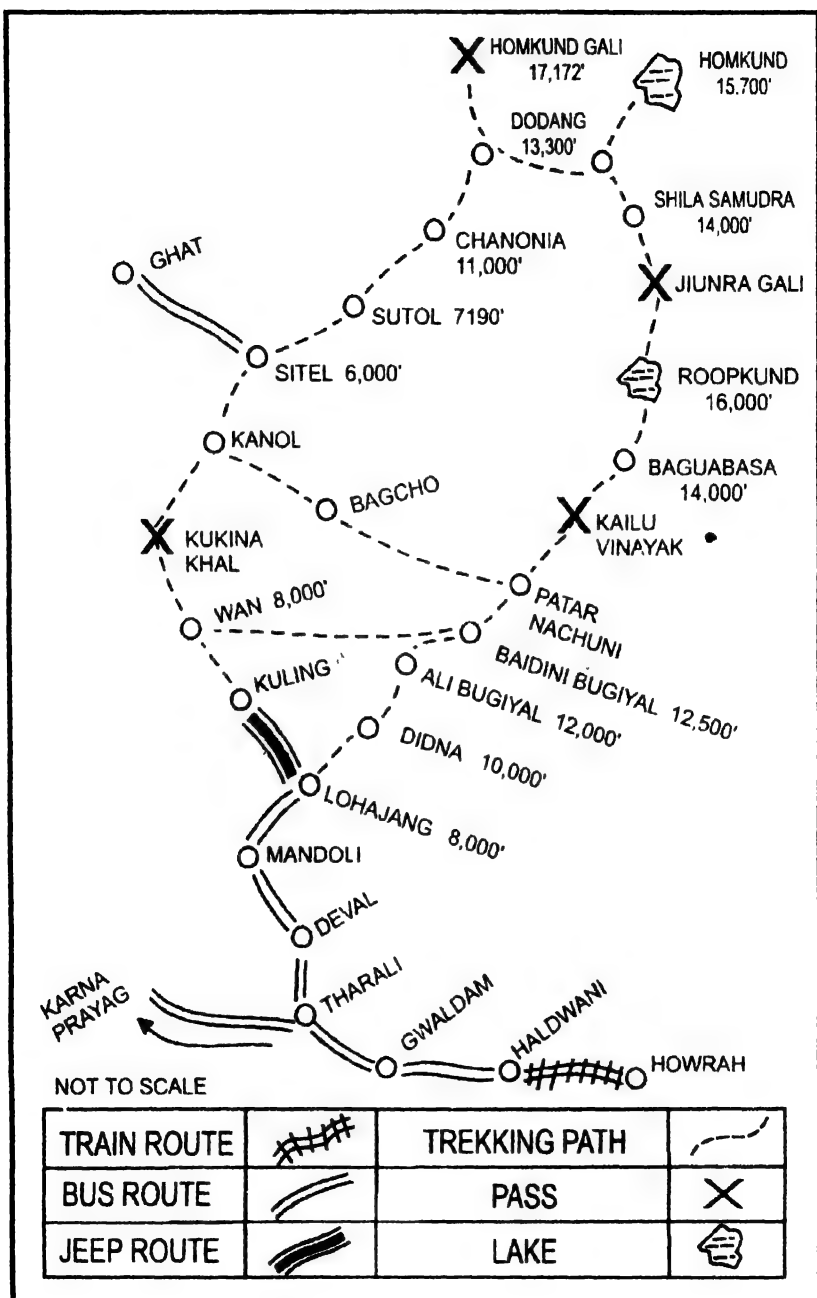 HOMKUND GALI
17,172'
HOMKUND
15.700'
DODANG
13,300'
SHILA SAMUDRA
14,000'
CHANONIA
11,000'
GHAT
JIUNRA GALI
SUTOL 7190'
SITEL 6,000'
ROOPKUND
16,000'
KANOL
BAGUABASA
14,000'
BAGCHO
KAILU
VINAYAK
KUKINA
KHAL
WAN 8,000'
PATAR
NACHUNI
BAIDINI BUGIYAL 12,500'
KULING
ALI BUGIYAL 12,000'
DIDNA 10,000'
LOHAJANG 8,000'
MANDOLI
DEVAL
THARALI
KARNA
PRAYAG
GWALDAM
HALDWANI
HOWRAH
NOT TO SCALE
TRAIN ROUTE
TREKKING PATH
BUS ROUTE
PASS
JEEP ROUTE
LAKE